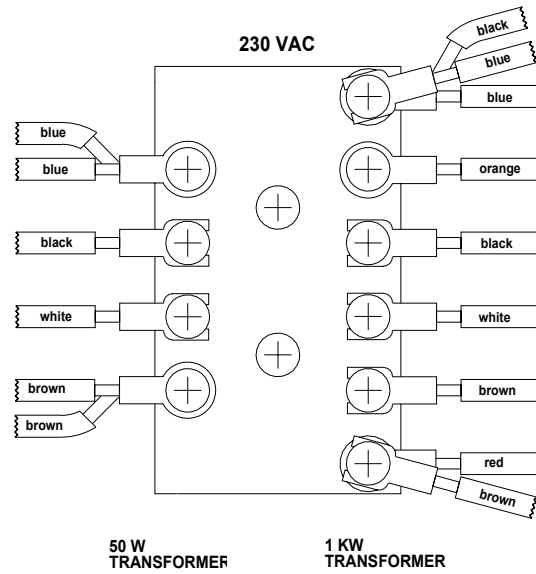 230 VAC
black
blue
blue
blue
blue
orange
black
black
white
white
brown
brown
brown
red
brown
50 W
TRANSFORMER
1 KW
TRANSFORMER